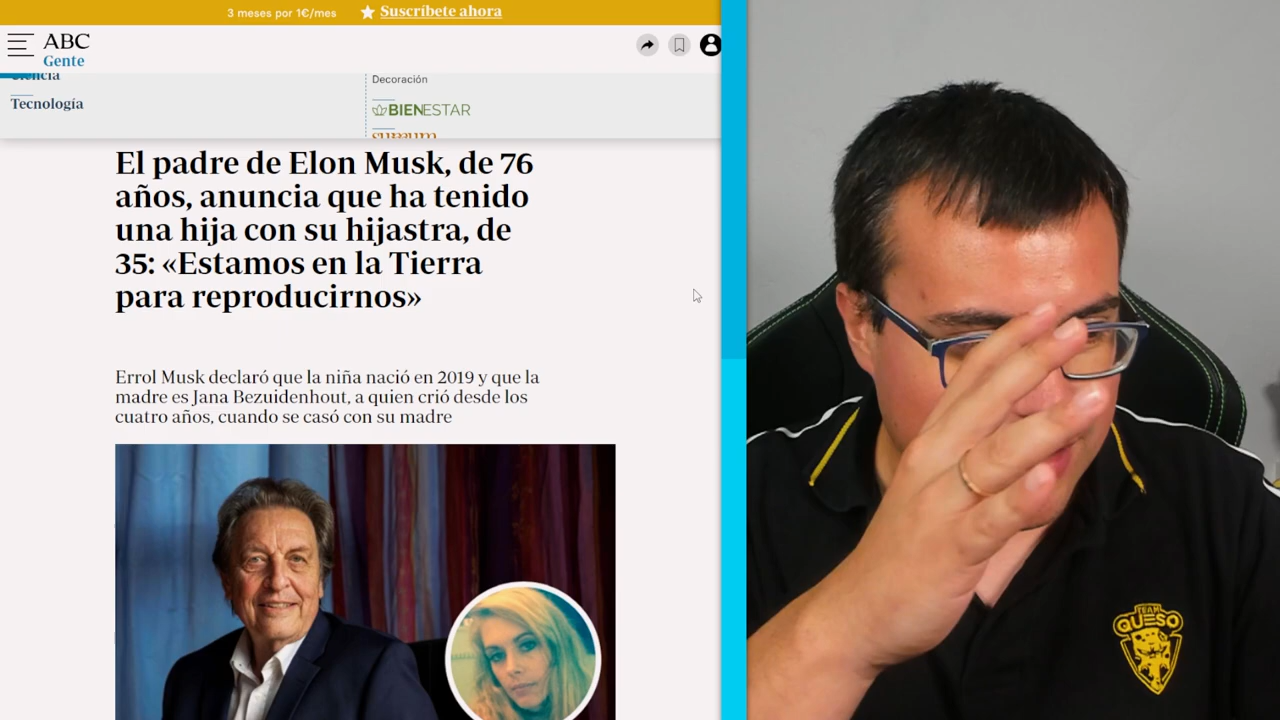 3 meses por 1€/mes Suscríbete ahora
ABC
Gente
Ciencia
Tecnología
Decoración
BIENESTAR
summum
El padre de Elon Musk, de 76
años, anuncia que ha tenido
una hija con su hijastra, de
35: «Estamos en la Tierra
para reproducirnos»
Errol Musk declaró que la niña nació en 2019 y que la
madre es Jana Bezuidenhout, a quien crió desde los
cuatro años, cuando se casó con su madre
TEAM
QUESO